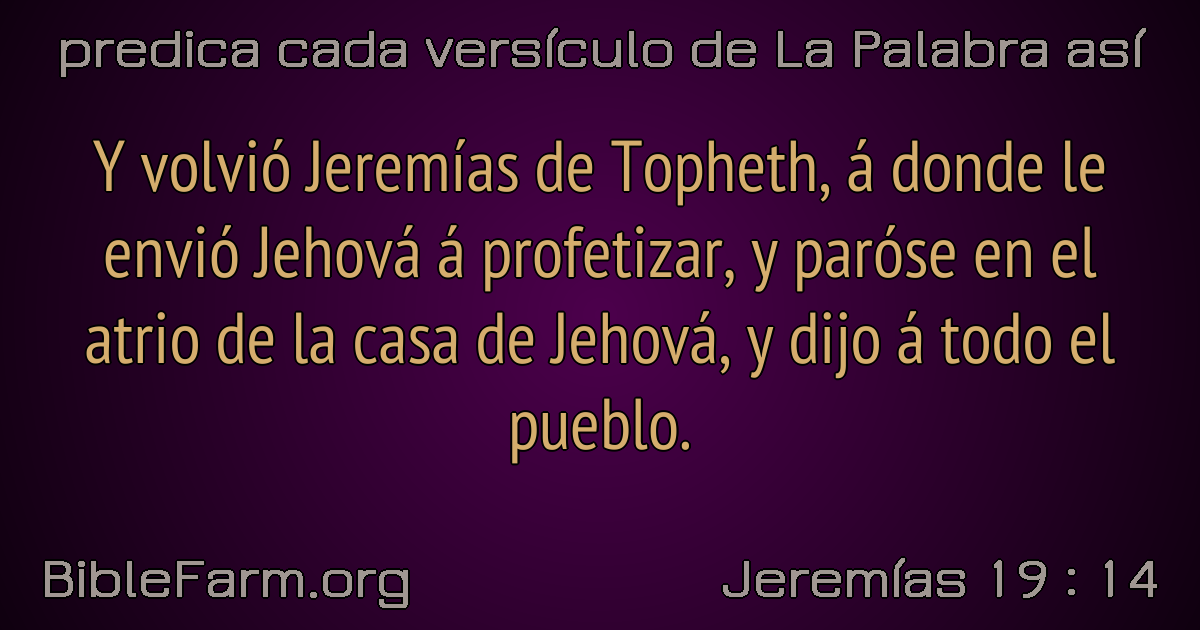 predica cada versículo de La Palabra así
Y volvió Jeremías de Topheth, á donde le
envió Jehová á profetizar, y paróse en el
atrio de la casa de Jehová, y dijo á todo el
pueblo.
BibleFarm.org
Jeremías 19 : 14